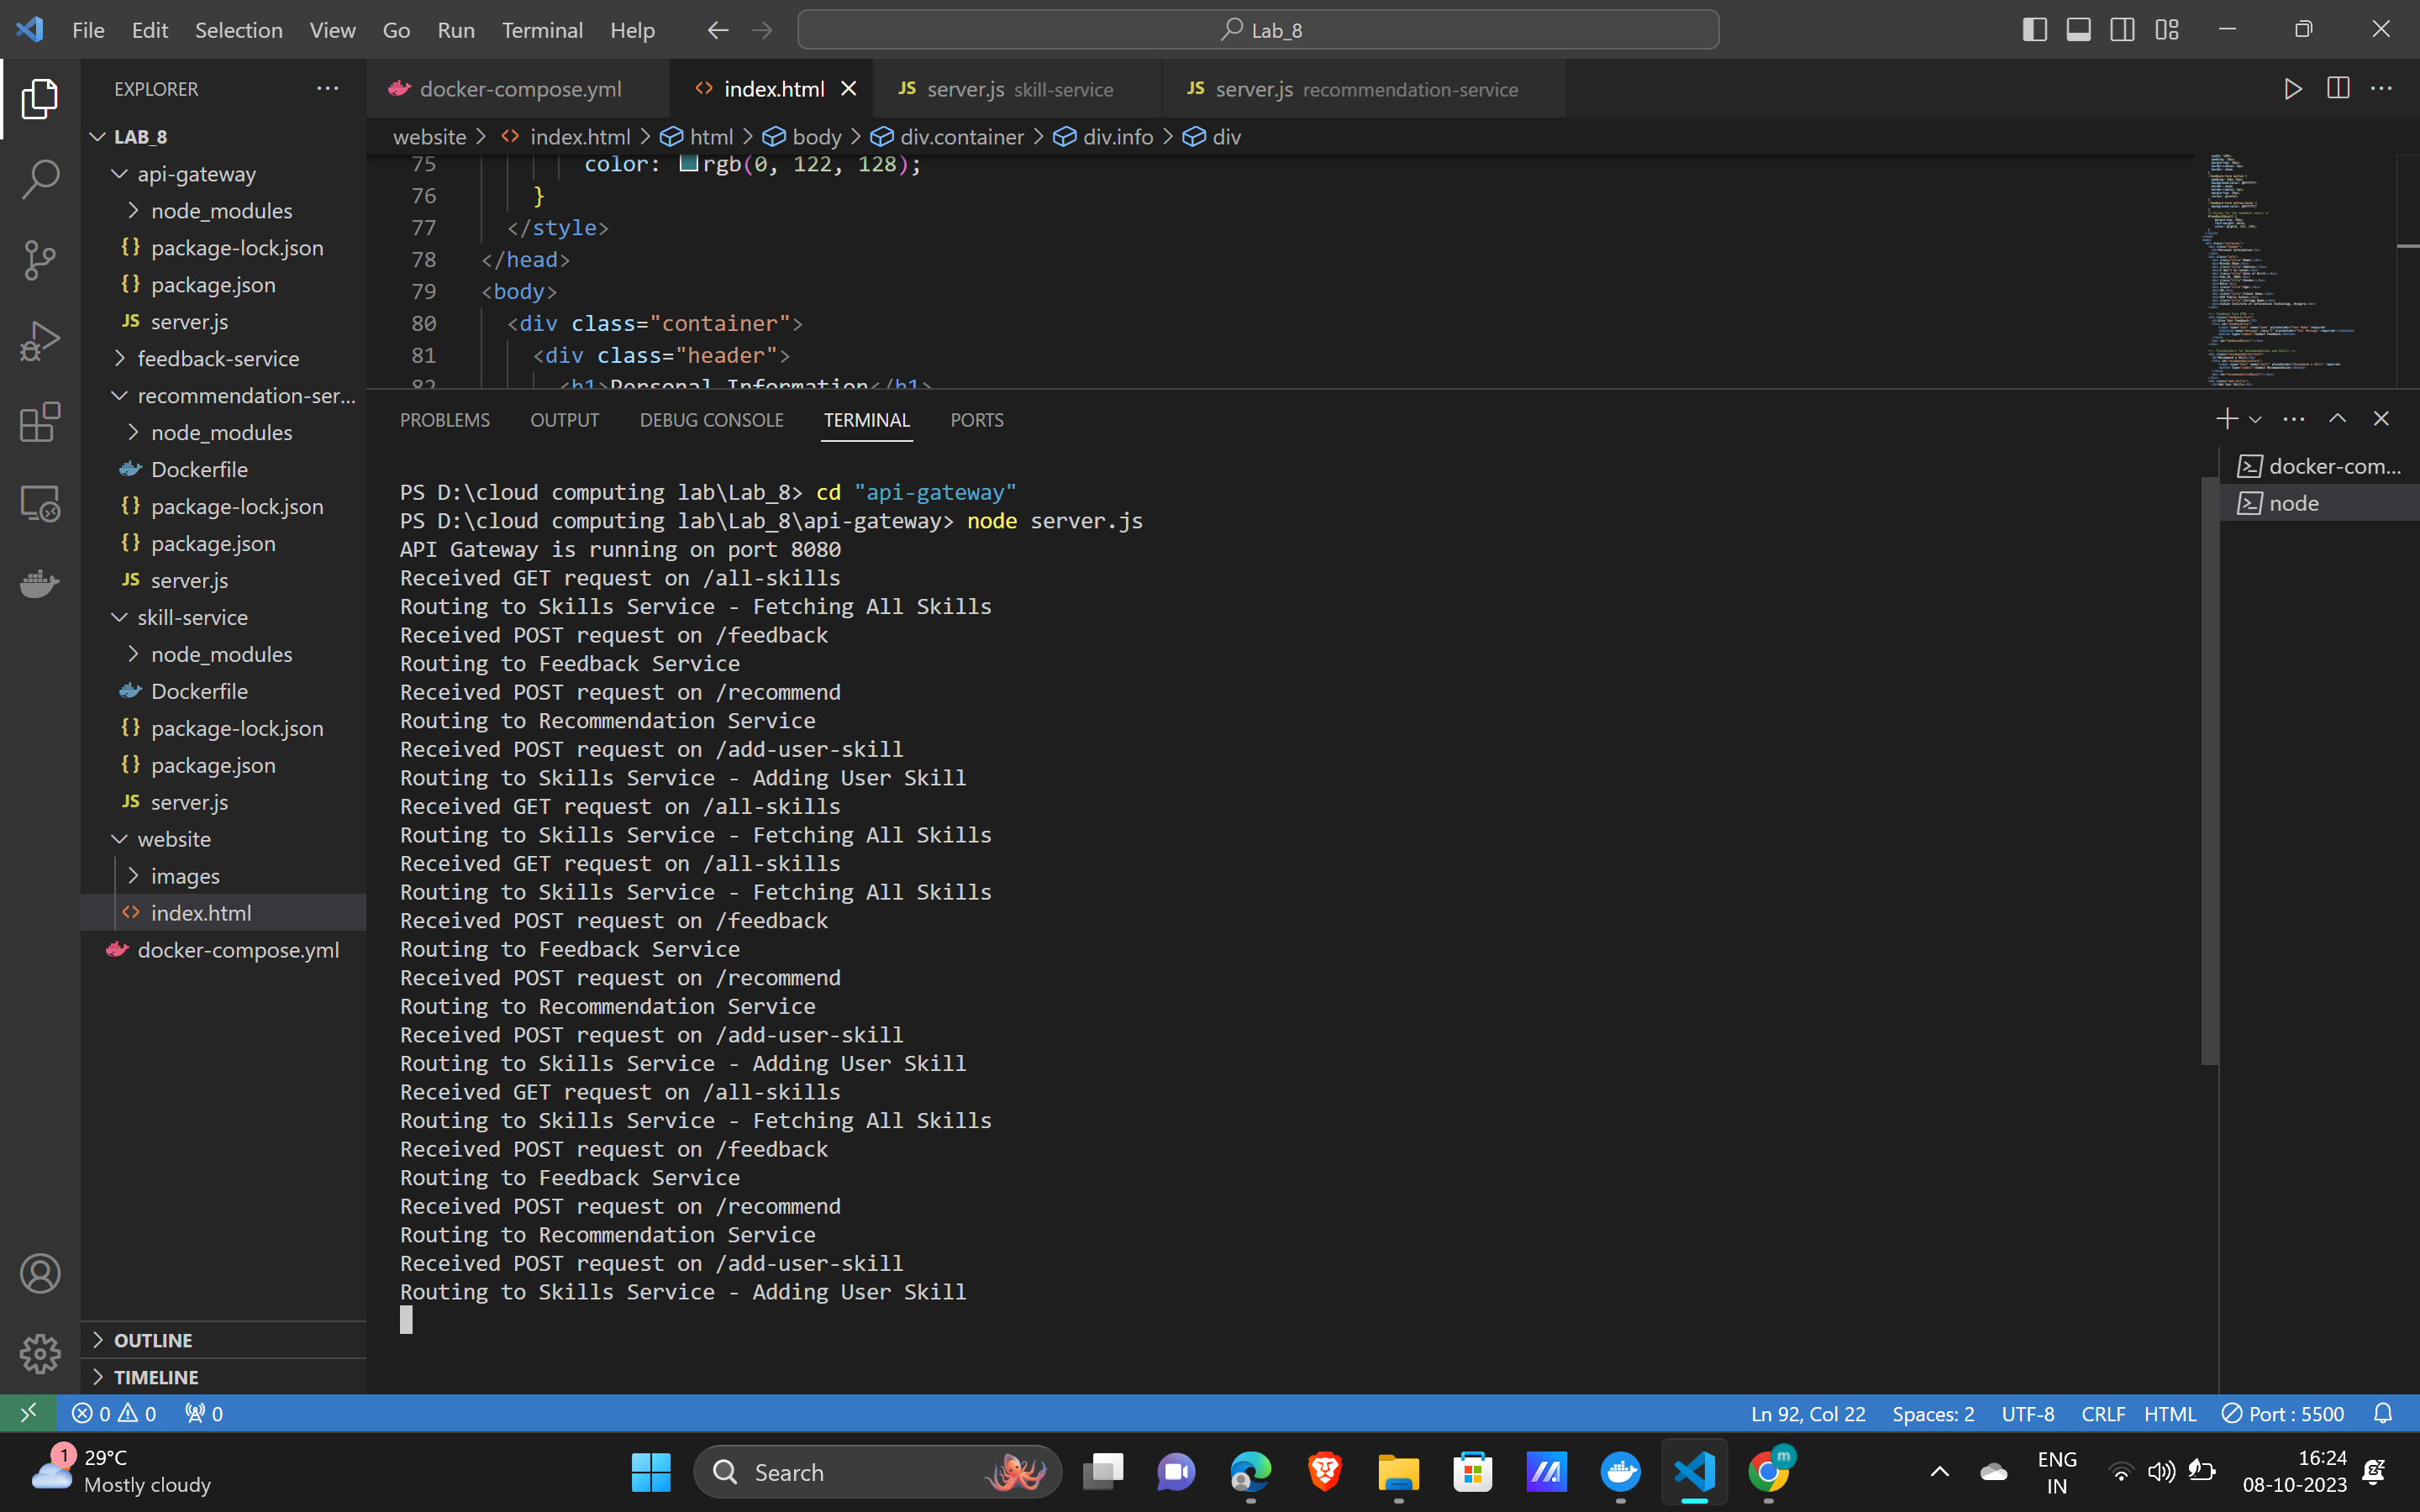 File Edit Selection View Go Run Terminal Help Lab_8
EXPLORER
docker-compose.yml index.html server.js skill-service server.js recommendation-service
website > index.html > html > body > div.container > div.info > div
LAB_8
api-gateway
node_modules
package-lock.json
package.json
server.js
feedback-service
recommendation-ser...
node_modules
Dockerfile
package-lock.json
package.json
server.js
skill-service
node_modules
Dockerfile
package-lock.json
package.json
server.js
website
images
index.html
docker-compose.yml
OUTLINE
TIMELINE
75 color: rgb(0, 122, 128);
76 }
77 </style>
78 </head>
79 <body>
80 <div class="container">
81 <div class="header">
82 <h1>Personal Information</h1>
PROBLEMS OUTPUT DEBUG CONSOLE TERMINAL PORTS
docker-com...
node
PS D:\cloud computing lab\Lab_8> cd "api-gateway"
PS D:\cloud computing lab\Lab_8\api-gateway> node server.js
API Gateway is running on port 8080
Received GET request on /all-skills
Routing to Skills Service - Fetching All Skills
Received POST request on /feedback
Routing to Feedback Service
Received POST request on /recommend
Routing to Recommendation Service
Received POST request on /add-user-skill
Routing to Skills Service - Adding User Skill
Received GET request on /all-skills
Routing to Skills Service - Fetching All Skills
Received GET request on /all-skills
Routing to Skills Service - Fetching All Skills
Received POST request on /feedback
Routing to Feedback Service
Received POST request on /recommend
Routing to Recommendation Service
Received POST request on /add-user-skill
Routing to Skills Service - Adding User Skill
Received GET request on /all-skills
Routing to Skills Service - Fetching All Skills
Received POST request on /feedback
Routing to Feedback Service
Received POST request on /recommend
Routing to Recommendation Service
Received POST request on /add-user-skill
Routing to Skills Service - Adding User Skill
0 0 0 Ln 92, Col 22 Spaces: 2 UTF-8 CRLF HTML Port : 5500
1 29°C
Mostly cloudy
Search
m
ENG
IN
16:24
08-10-2023